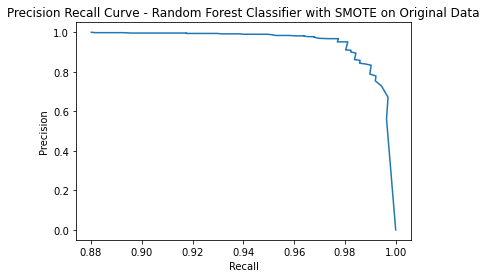 Precision Recall Curve - Random Forest Classifier with SMOTE on Original Data
1.0
0.8
0.6
0.4
0.2
0.0
Precision
0.88 0.90 0.92 0.94 0.96 0.98 1.00
Recall